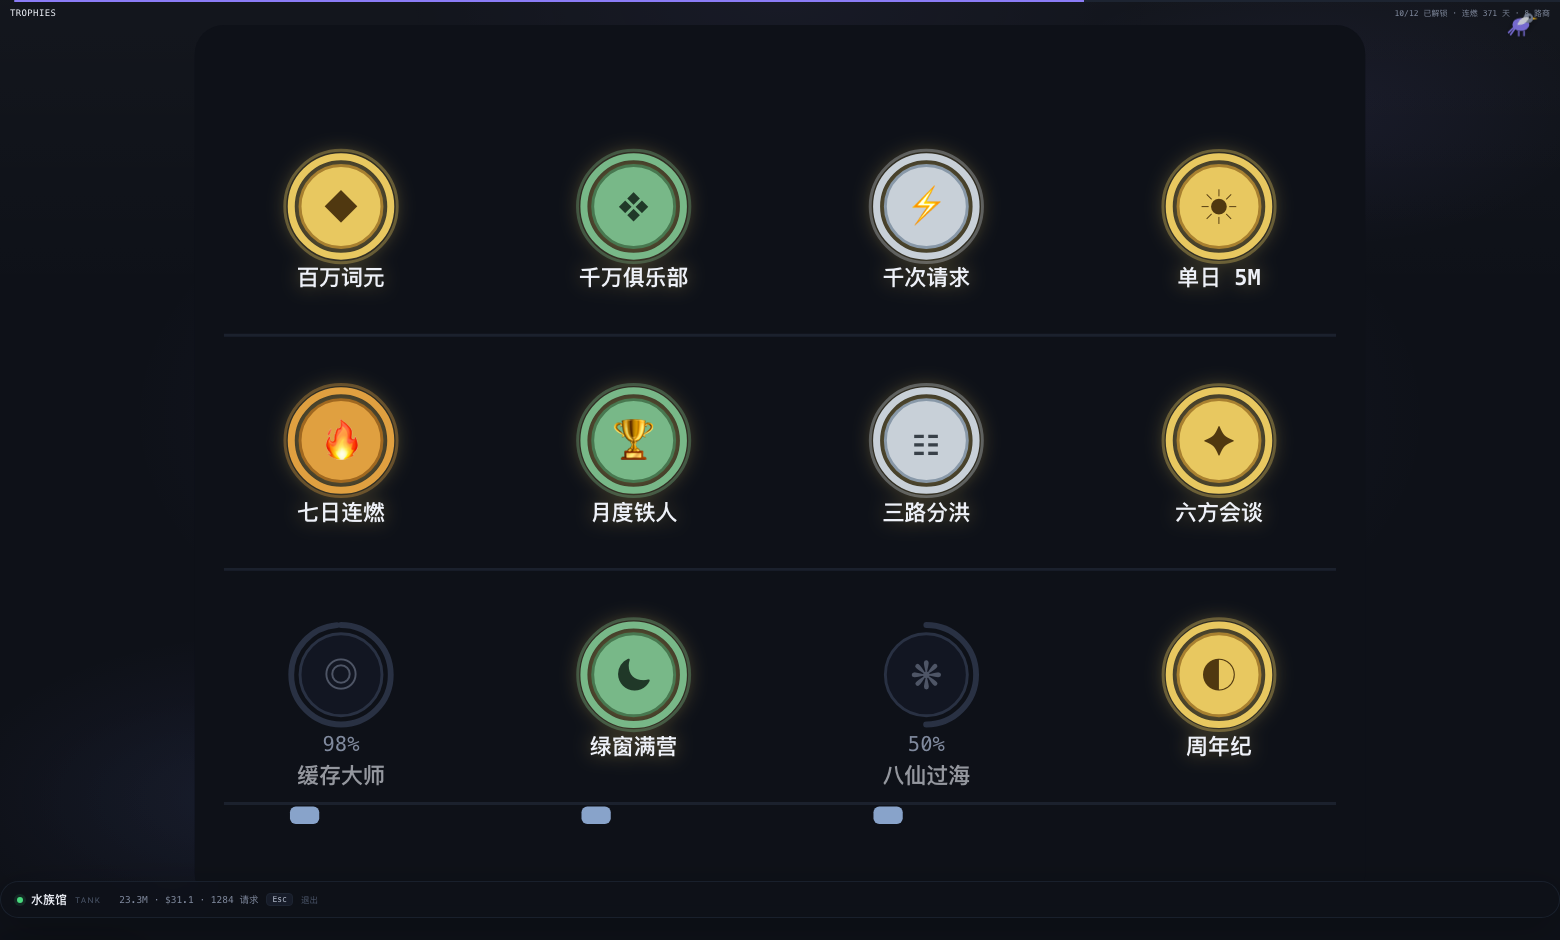 TROPHIES
10/12 已解锁 · 连燃 371 天 · 8 路商
百万词元
千万俱乐部
千次请求
单日 5M
七日连燃
月度铁人
三路分洪
六方会谈
98%
缓存大师
绿窗满营
50%
八仙过海
周年纪
水族馆 TANK 23.3M · $31.1 · 1284 请求 Esc 退出